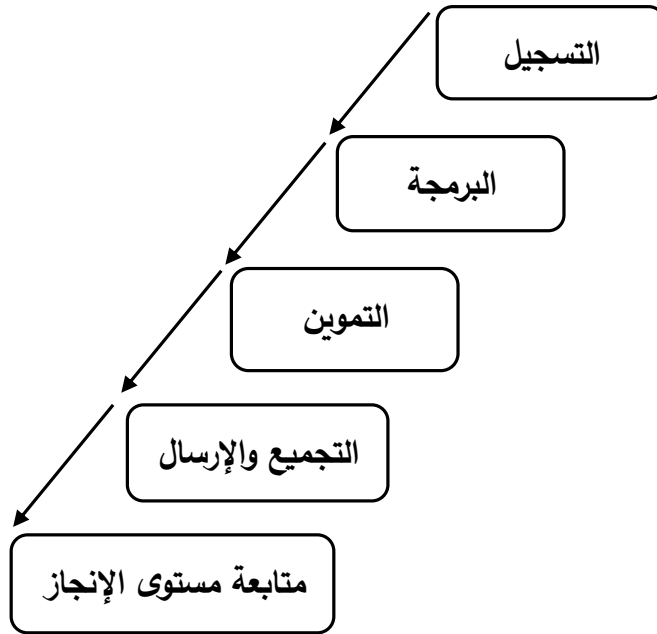 التسجيل
البرمجة
التموين
التجميع والإرسال
متابعة مستوى الإنجاز